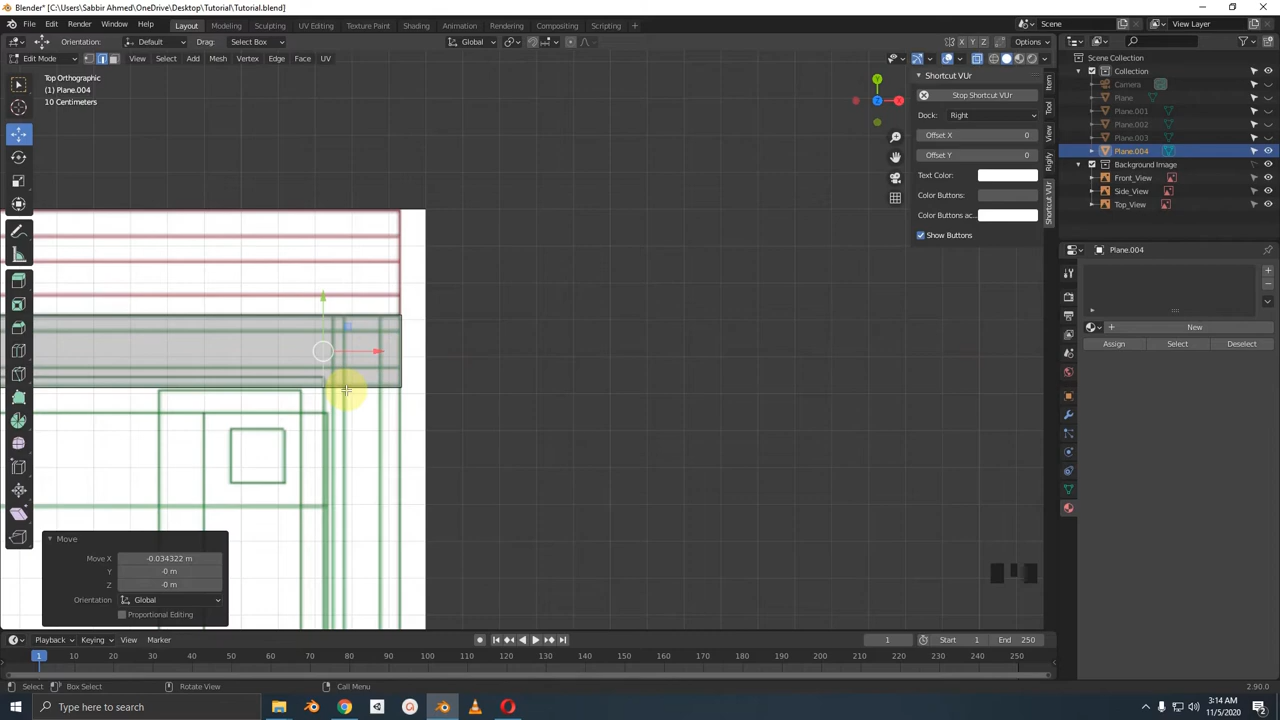 Blender* [C:\Users\Sabbir Ahmed\OneDrive\Desktop\Tutorial\Tutorial.blend]
File Edit Render Window Help Layout Modeling Sculpting UV Editing Texture Paint Shading Animation Rendering Compositing Scripting + Scene View Layer
Orientation: Default Drag: Select Box Global X Y Z Options
Edit Mode View Select Add Mesh Vertex Edge Face UV
Top Orthographic
(1) Plane.004
10 Centimeters
Y
X
Z
Shortcut VUr
Stop Shortcut VUr
Dock: Right
Offset X 0
Offset Y 0
Text Color:
Color Buttons:
Color Buttons ac..
Show Buttons
Item
Tool
View
Rigify
Shortcut VUr
Scene Collection
Collection
Camera
Plane
Plane.001
Plane.002
Plane.003
Plane.004
Background Image
Front_View
Side_View
Top_View
Plane.004
+ New
Assign Select Deselect
Move
Move X -0.034322 m
Y -0 m
Z -0 m
Orientation Global
Proportional Editing
Playback Keying View Marker 1 Start 1 End 250
1 10 20 30 40 50 60 70 80 90 100 110 120 130 140 150 160 170 180 190 200 210 220 230 240 250
Select Box Select Rotate View Call Menu 2.90.0
Type here to search
3:14 AM
11/5/2020
2